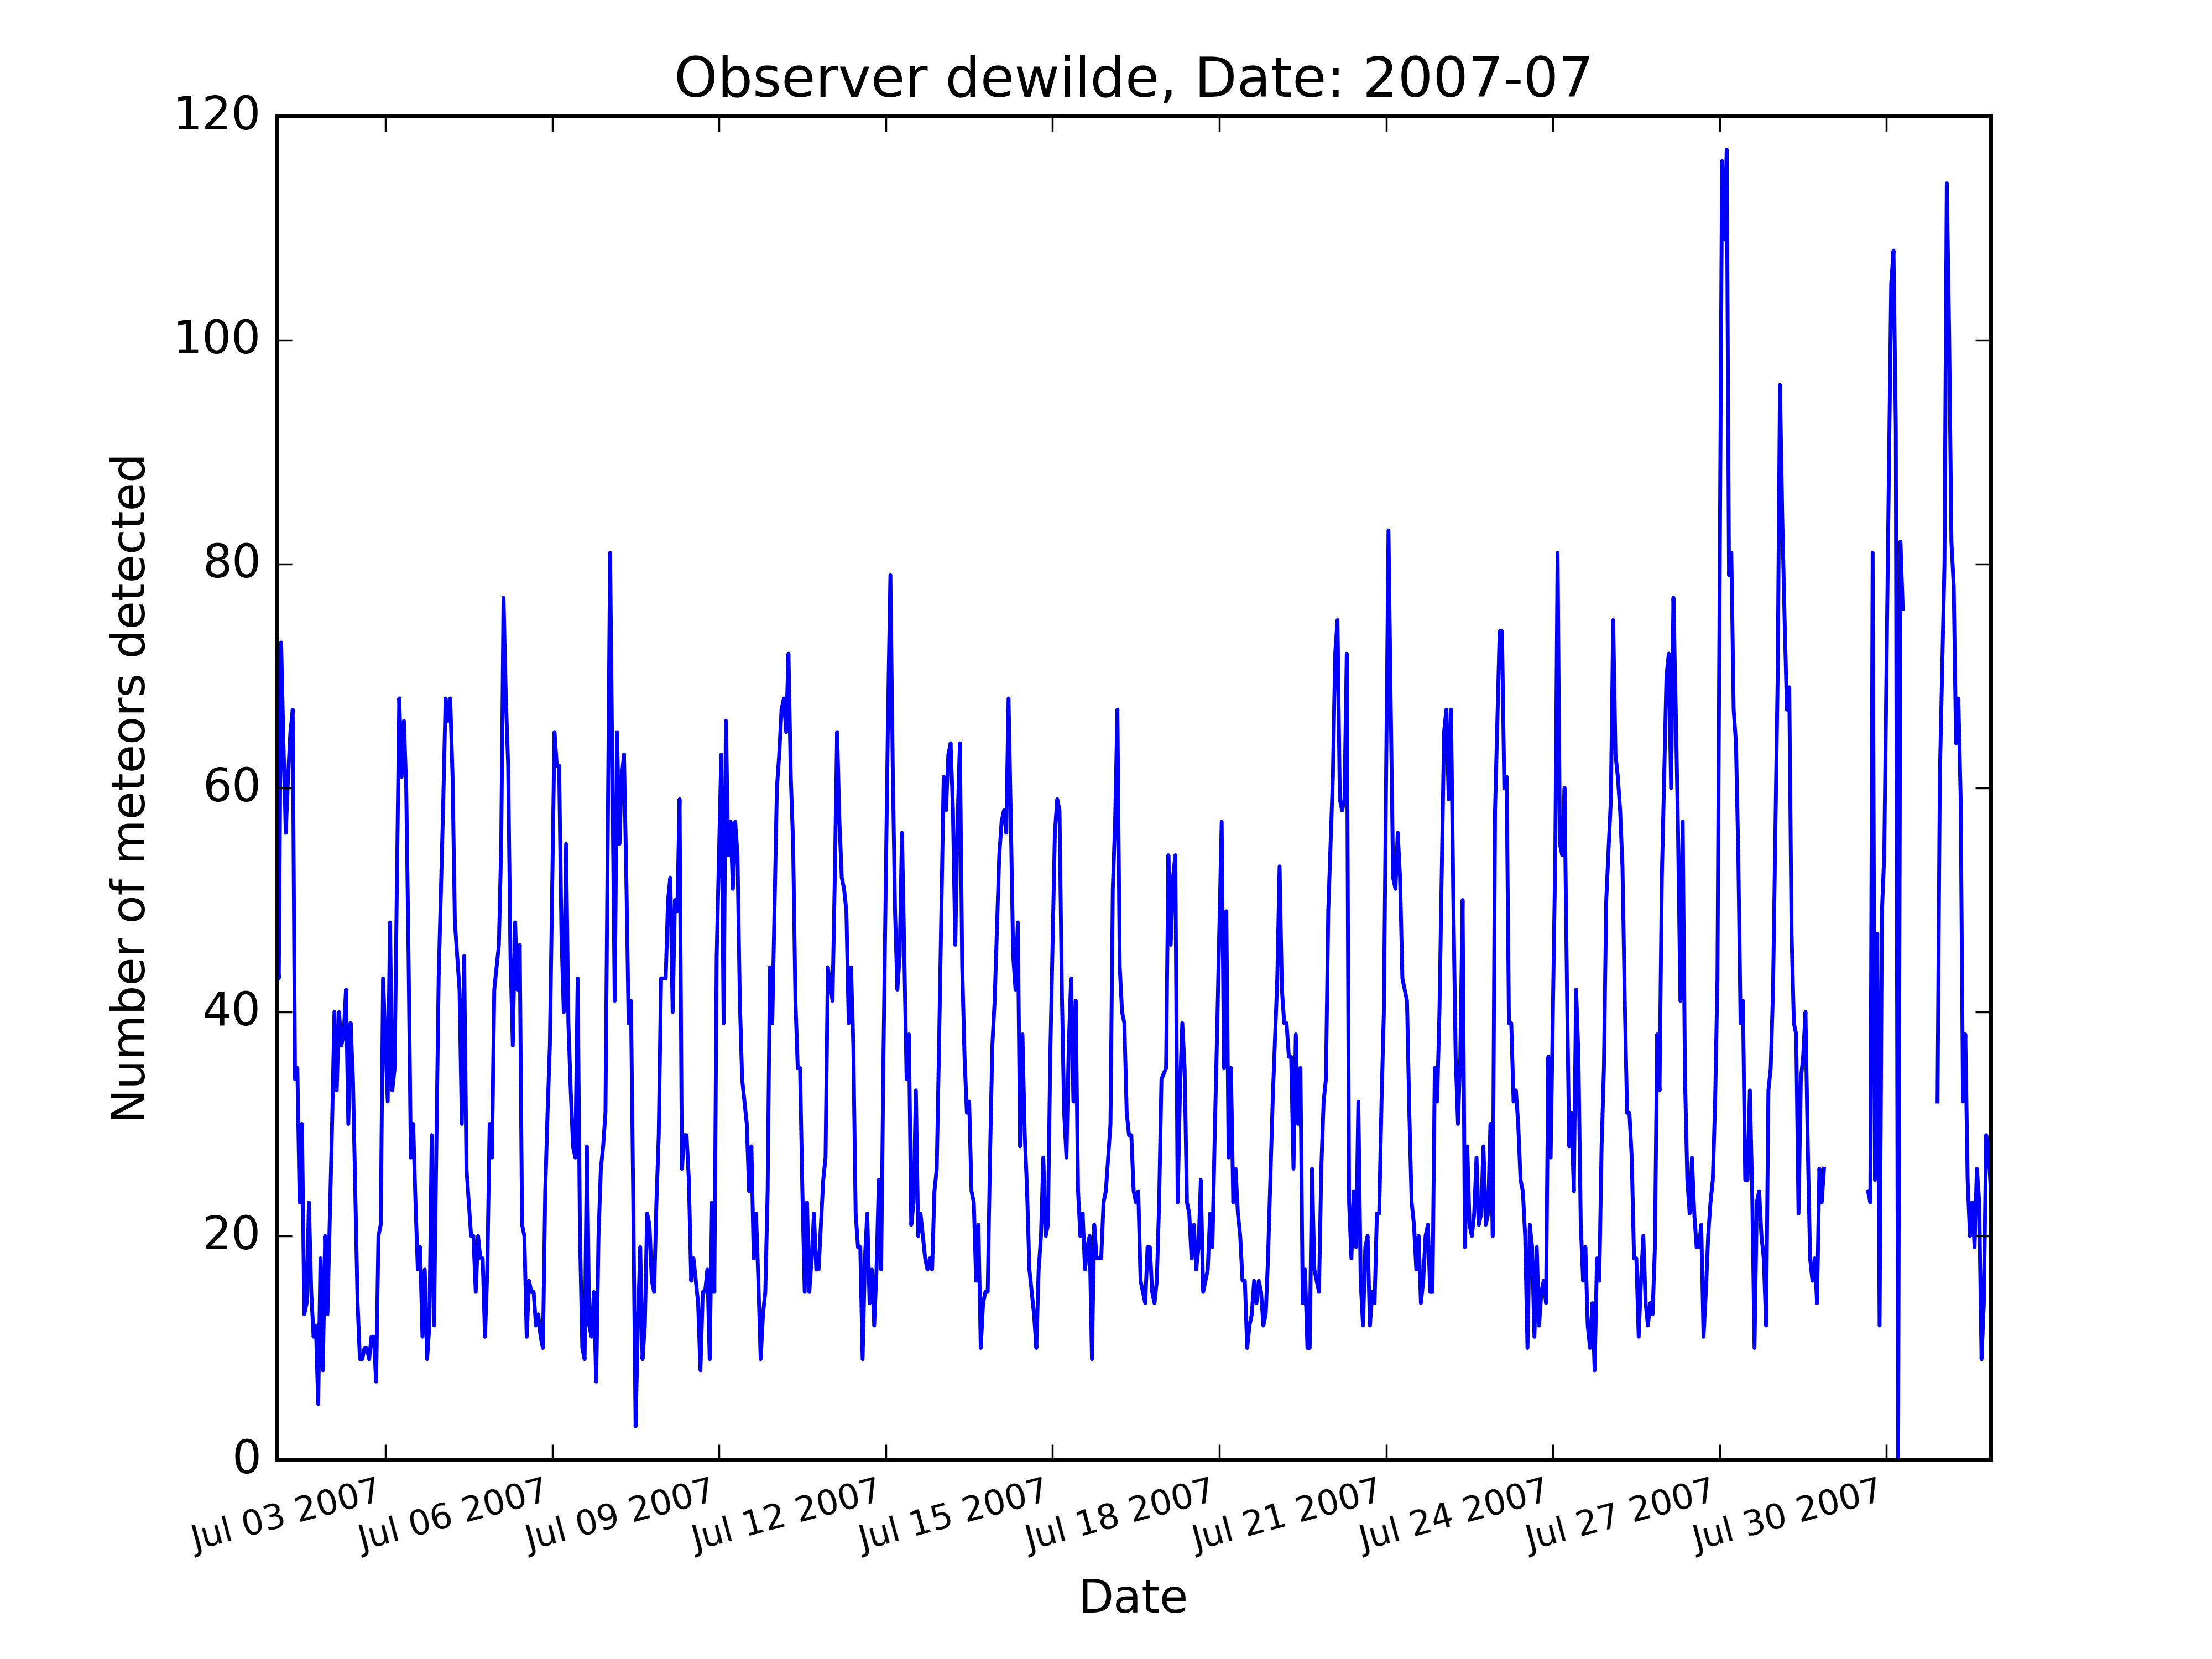 Observer dewilde, Date: 2007-07
120
100
80
60
40
20
0
Number of meteors detected
Jul 03 2007
Jul 06 2007
Jul 09 2007
Jul 12 2007
Jul 15 2007
Jul 18 2007
Jul 21 2007
Jul 24 2007
Jul 27 2007
Jul 30 2007
Date